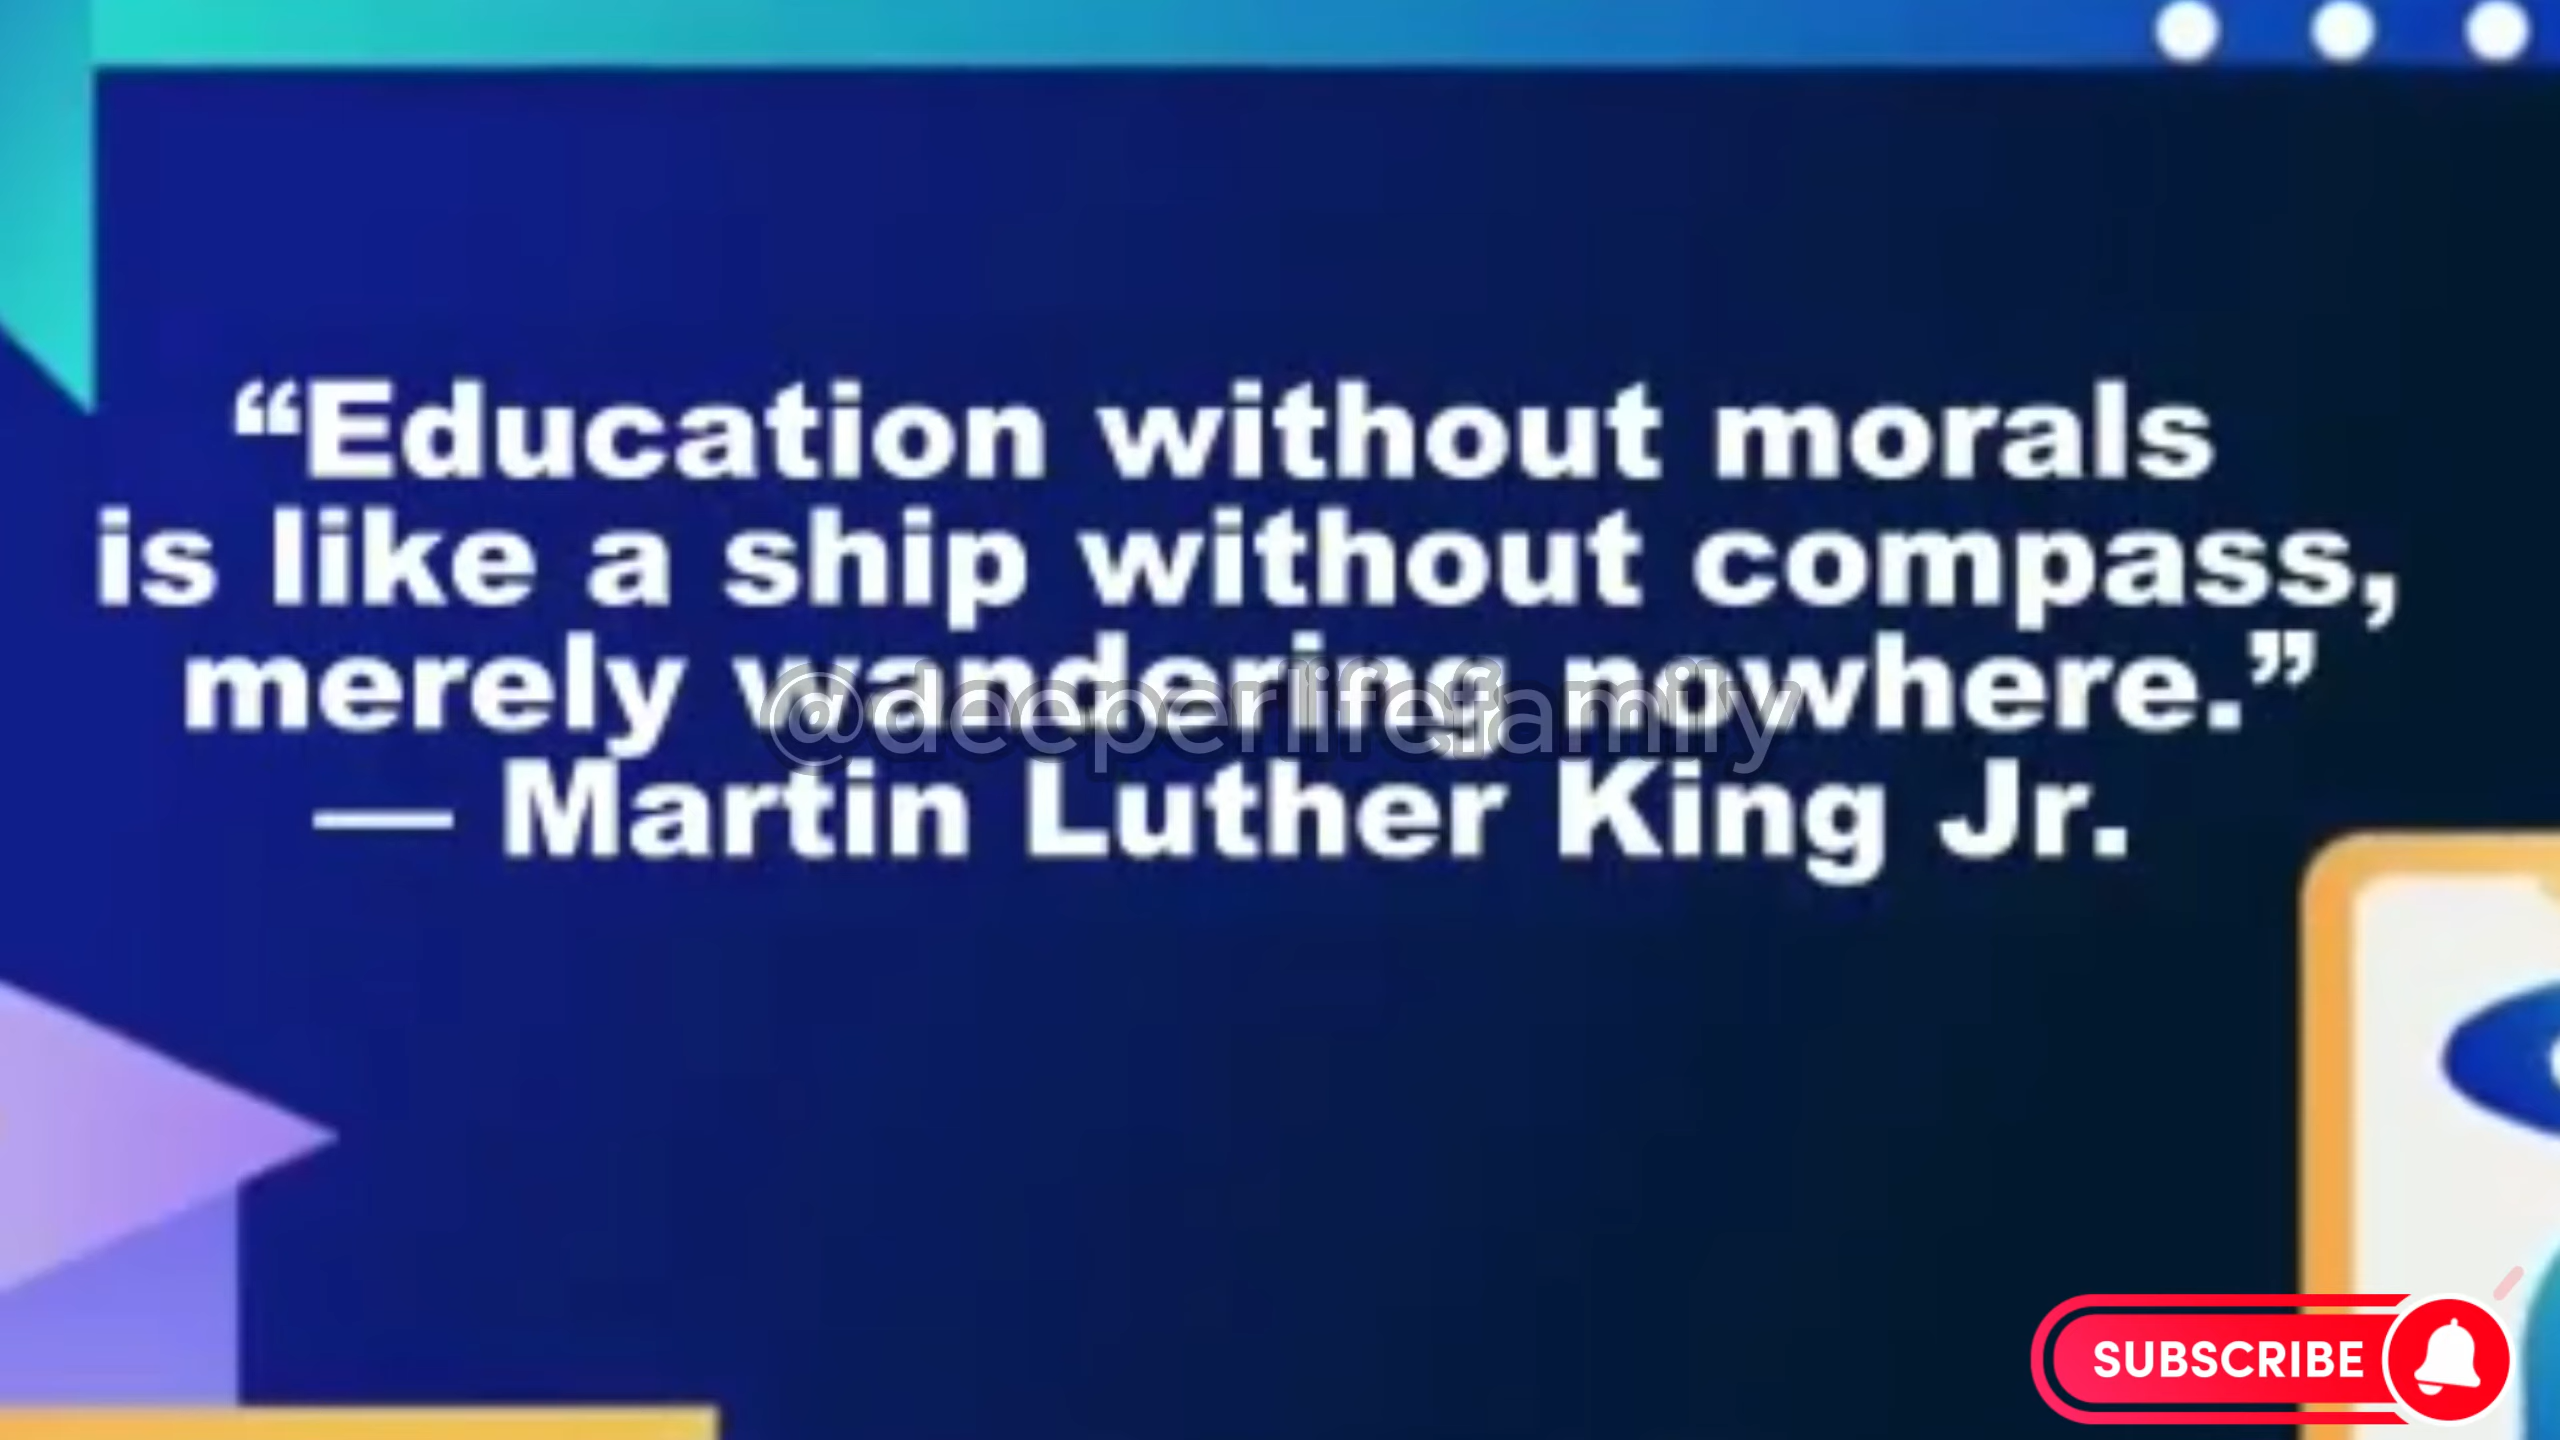 “Education without morals
is like a ship without compass,
merely wandering nowhere.”
— Martin Luther King Jr.
@deeperlifefamily
SUBSCRIBE